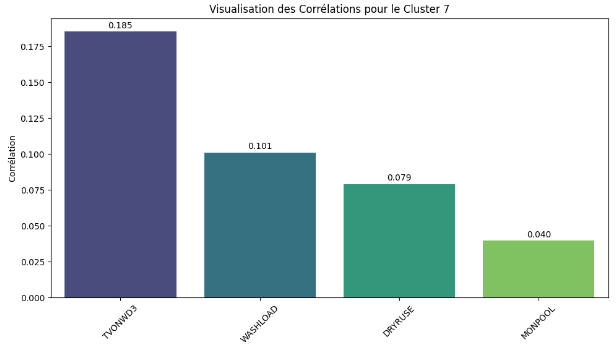 Visualisation des Corrélations pour le Cluster 7
Corrélation
0.175
0.150
0.125
0.100
0.075
0.050
0.025
0.000
0.185
0.101
0.079
0.040
TVONWD3
WASHLOAD
DRYRUSE
MONPOOL